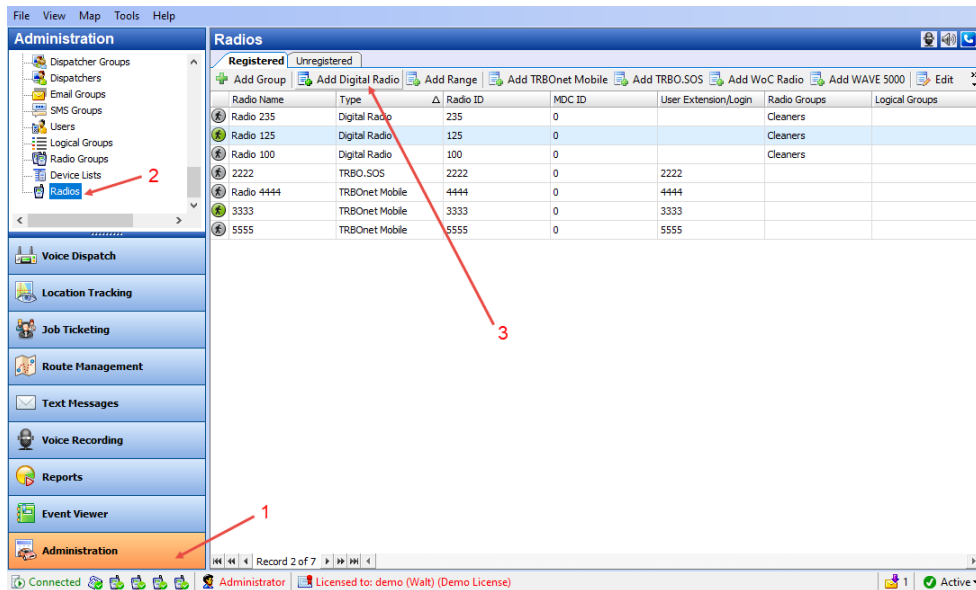 File View Map Tools Help
Administration
Dispatcher Groups
Dispatchers
Email Groups
SMS Groups
Users
Logical Groups
Radio Groups
Device Lists
Radios
2
Voice Dispatch
Location Tracking
Job Ticketing
Route Management
Text Messages
Voice Recording
Reports
Event Viewer
Administration
1
Radios
Registered Unregistered
Add Group Add Digital Radio Add Range Add TRBOnet Mobile Add TRBO.SOS Add WoC Radio Add WAVE 5000 Edit
Radio Name Type Radio ID MDC ID User Extension/Login Radio Groups Logical Groups
Radio 235 Digital Radio 235 0 Cleaners
Radio 125 Digital Radio 125 0 Cleaners
Radio 100 Digital Radio 100 0 Cleaners
2222 TRBO.SOS 2222 0 2222
Radio 4444 TRBOnet Mobile 4444 0 4444
3333 TRBOnet Mobile 3333 0 3333
5555 TRBOnet Mobile 5555 0 5555
3
Record 2 of 7
Connected Administrator Licensed to: demo (Walt) (Demo License) 1 Active